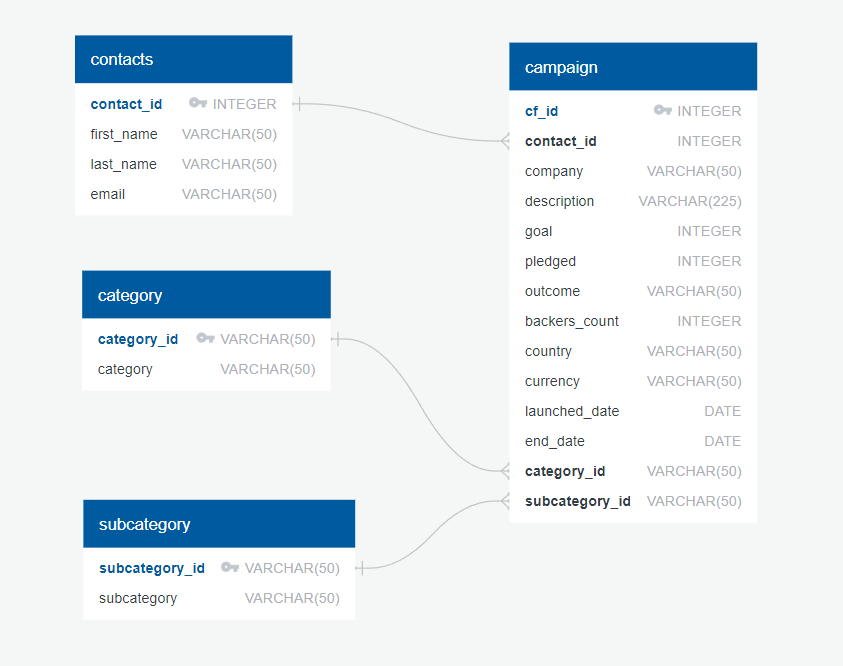 contacts
contact_id INTEGER
first_name VARCHAR(50)
last_name VARCHAR(50)
email VARCHAR(50)
category
category_id VARCHAR(50)
category VARCHAR(50)
subcategory
subcategory_id VARCHAR(50)
subcategory VARCHAR(50)
campaign
cf_id INTEGER
contact_id INTEGER
company VARCHAR(50)
description VARCHAR(225)
goal INTEGER
pledged INTEGER
outcome VARCHAR(50)
backers_count INTEGER
country VARCHAR(50)
currency VARCHAR(50)
launched_date DATE
end_date DATE
category_id VARCHAR(50)
subcategory_id VARCHAR(50)